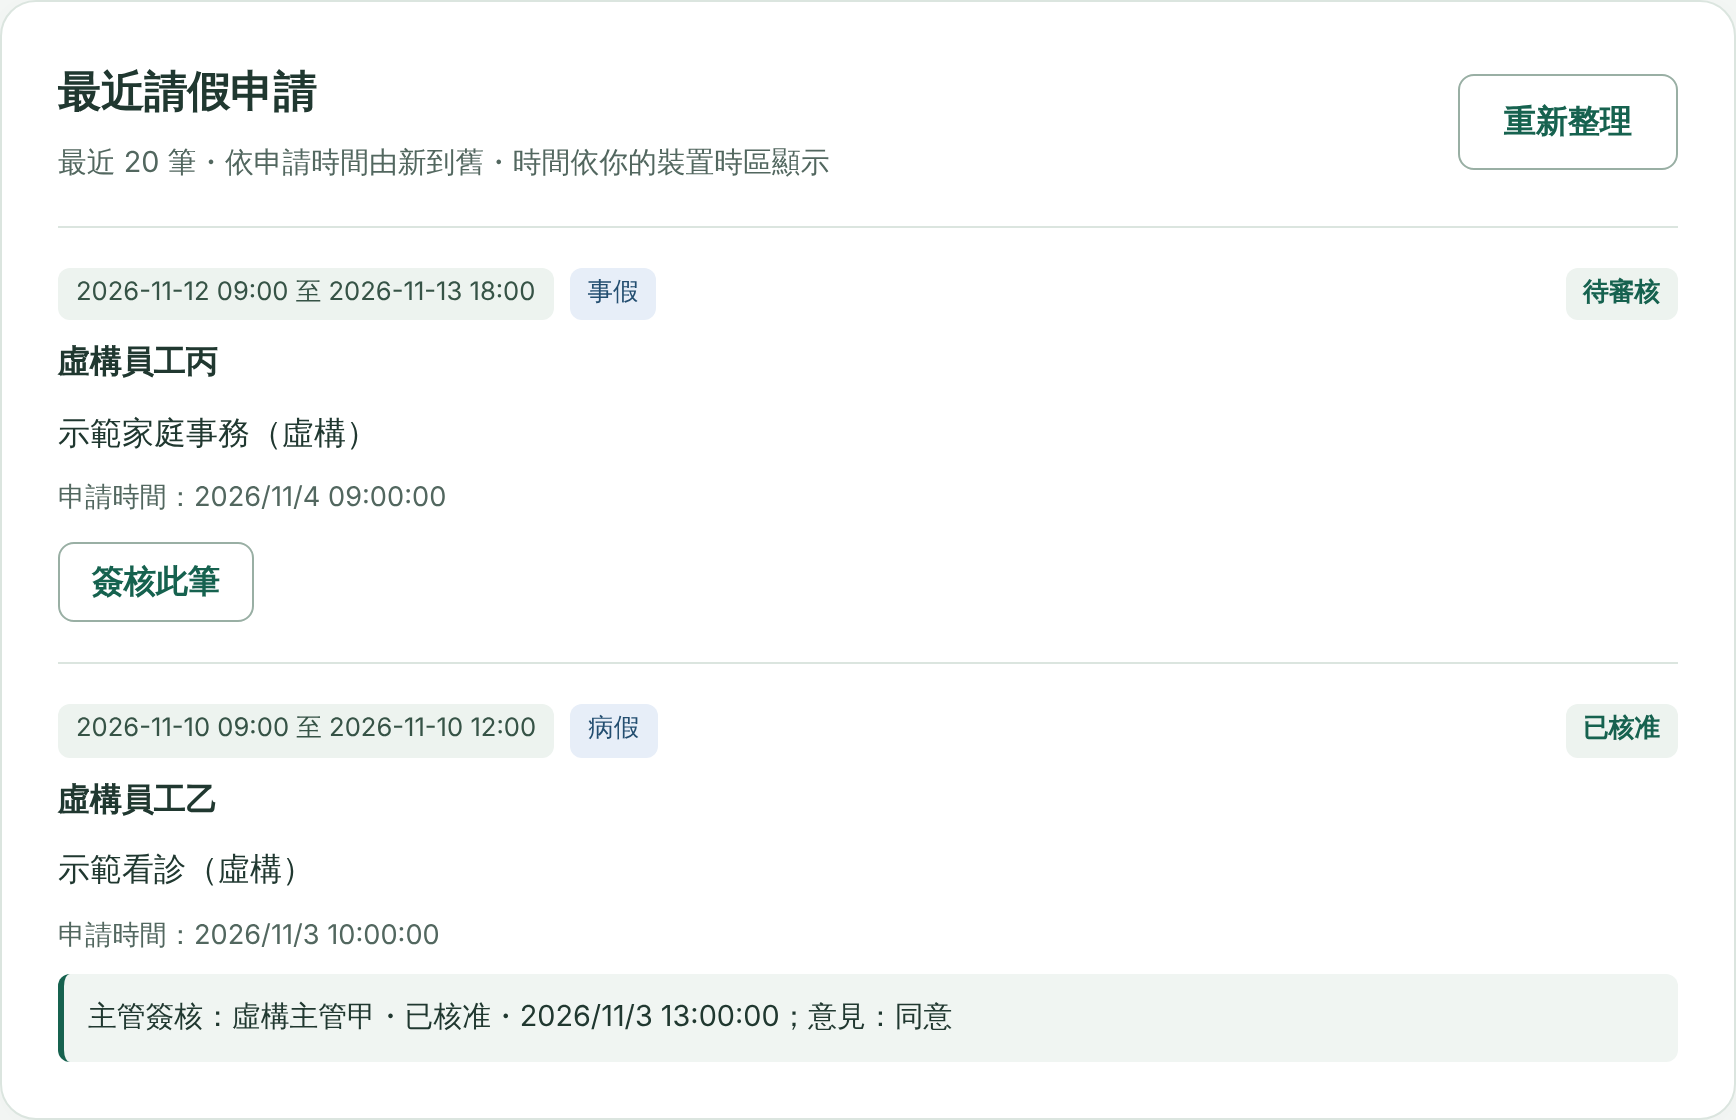 最近請假申請
最近 20 筆・依申請時間由新到舊・時間依你的裝置時區顯示
重新整理
2026-11-12 09:00 至 2026-11-13 18:00 事假 待審核
虛構員工丙
示範家庭事務（虛構）
申請時間：2026/11/4 09:00:00
簽核此筆
2026-11-10 09:00 至 2026-11-10 12:00 病假 已核准
虛構員工乙
示範看診（虛構）
申請時間：2026/11/3 10:00:00
主管簽核：虛構主管甲・已核准・2026/11/3 13:00:00；意見：同意